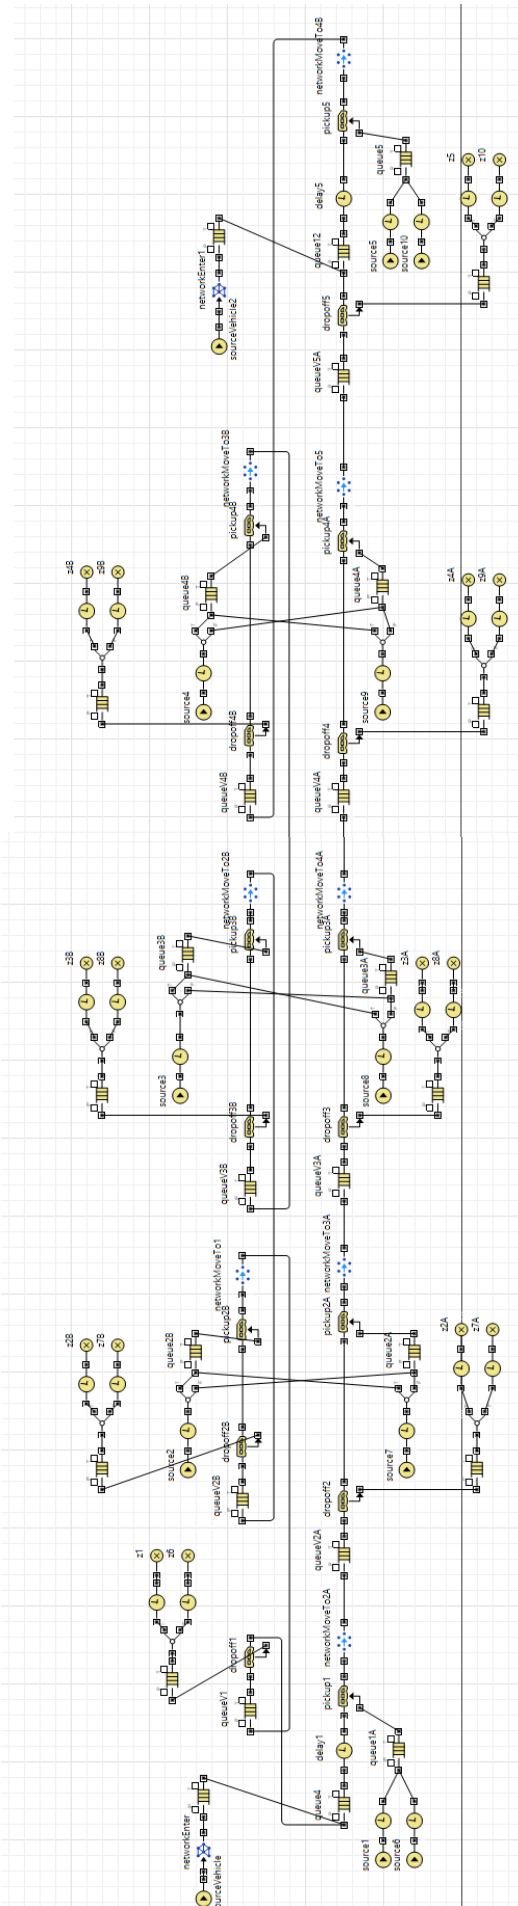 networkMoveTo4B
pickup5
z5
z10
queue5
delay5
networkEnter1
queue12
source5
source10
sourceVehicle2
dropoff5
queueV5A
networkMoveTo3B
networkMoveTo5
pickup4B
pickup4A
z4B
z9B
queue4B
queue4A
z4A
z9A
source4
source9
dropoff4B
dropoff4
queueV4B
queueV4A
networkMoveTo2B
networkMoveTo4A
pickup3B
pickup3A
z3B
z8B
queue3B
queue3A
z3A
z8A
source3
source8
dropoff3B
dropoff3
queueV3B
queueV3A
networkMoveTo1
networkMoveTo3A
pickup2B
pickup2A
z2B
z7B
queue2B
queue2A
z2A
z7A
source2
source7
dropoff2B
dropoff2
queueV2B
queueV2A
z1
z6
networkMoveTo2A
dropoff1
pickup1
queueV1
delay1
queue1A
networkEnter
queue4
source1
source6
ourceVehicle